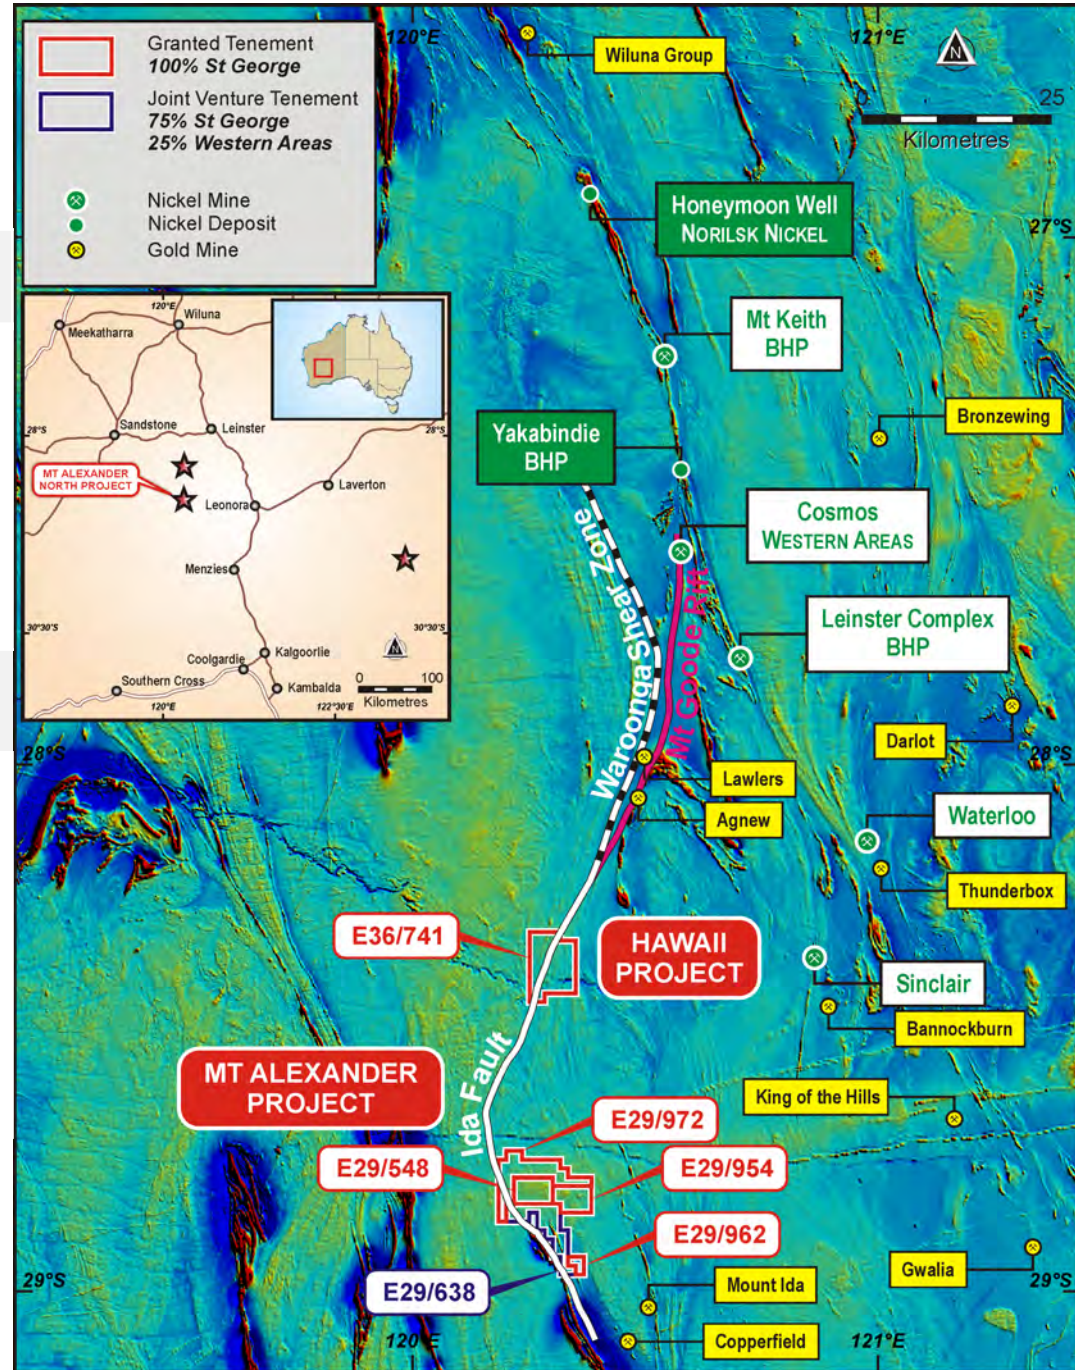 Granted Tenement
100% St George
Joint Venture Tenement
75% St George
25% Western Areas
Nickel Mine
Nickel Deposit
Gold Mine
120°E
121°E
Wiluna Group
N
0 25
Kilometres
Honeymoon Well
NORILSK NICKEL
27°S
Mt Keith
BHP
Bronzewing
Yakabindie
BHP
Cosmos
WESTERN AREAS
Leinster Complex
BHP
Waroonga Shear Zone
Mt Goode Rift
Darlot
28°S
28°S
Lawlers
Agnew
Waterloo
Thunderbox
120°E
Wiluna
Meekatharra
Sandstone
Leinster
28°S
28°S
MT ALEXANDER
NORTH PROJECT
Laverton
Leonora
Menzies
30°30'S
30°30'S
N
Coolgardie
Kalgoorlie
Southern Cross
Kambalda
0 100
Kilometres
120°E
122°30'E
E36/741
HAWAII
PROJECT
Sinclair
Bannockburn
Ida Fault
MT ALEXANDER
PROJECT
King of the Hills
E29/972
E29/548
E29/954
E29/962
Gwalia
29°S
29°S
E29/638
Mount Ida
Copperfield
120°E
121°E